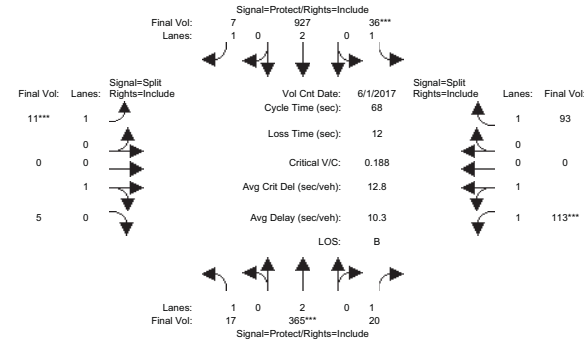 Signal=Protect/Rights=Include
Final Vol: 7 927 36***
Lanes: 1 0 2 0 1
Signal=Split
Final Vol: Lanes: Rights=Include
Vol Cnt Date: 6/1/2017
Signal=Split
Rights=Include Lanes: Final Vol:
Cycle Time (sec): 68
11*** 1
1 93
Loss Time (sec): 12
0
0
0 0
Critical V/C: 0.188
0 0
1
Avg Crit Del (sec/veh): 12.8
1
5 0
Avg Delay (sec/veh): 10.3
1 113***
LOS: B
Lanes: 1 0 2 0 1
Final Vol: 17 365*** 20
Signal=Protect/Rights=Include